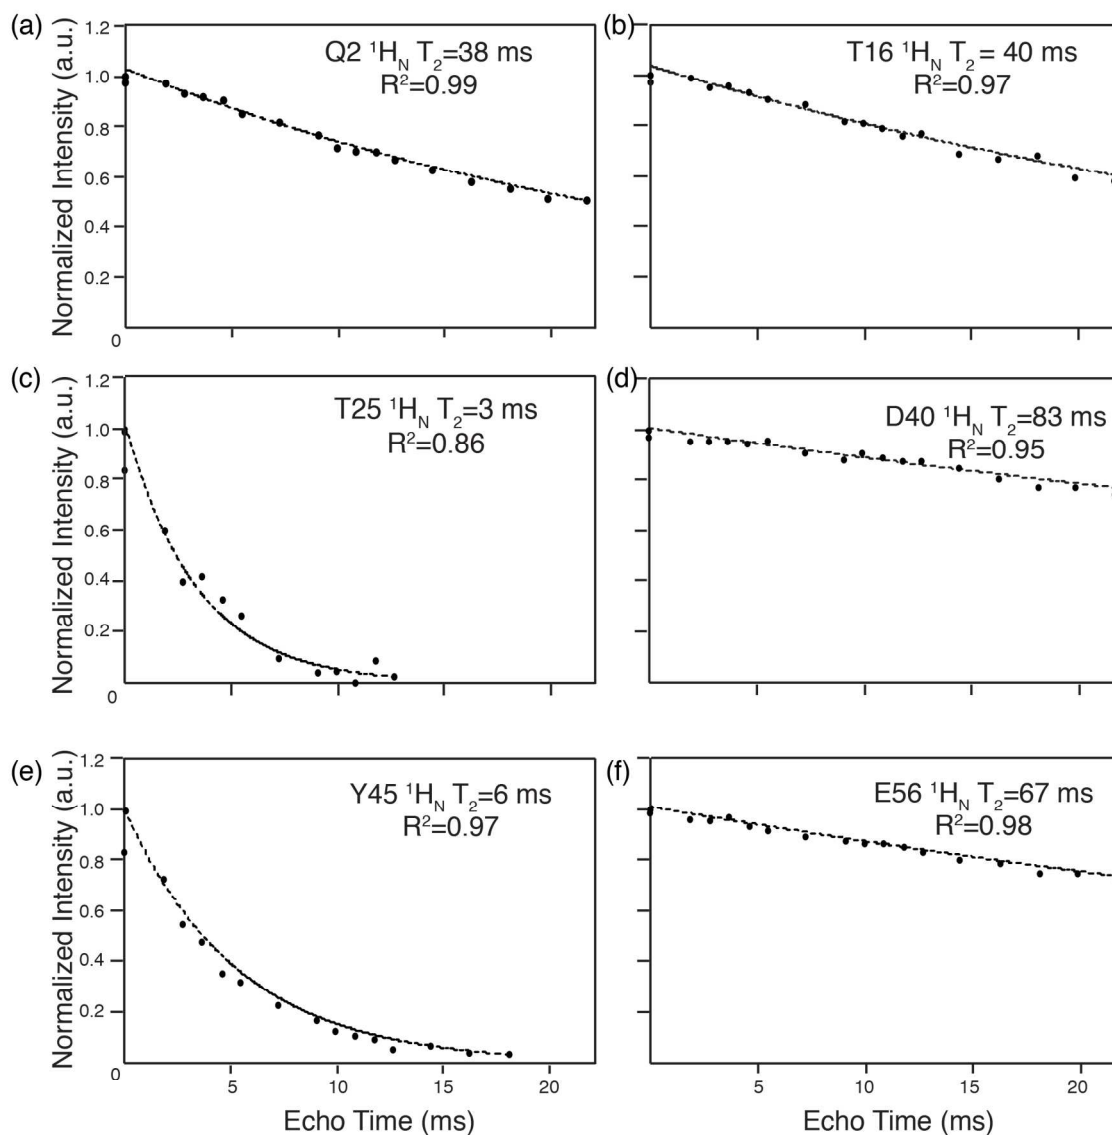 (a)
Normalized Intensity (a.u.)
1.2
1.0
0.8
0.6
0.4
0.2
0
Q2 ¹H_N T₂=38 ms
R²=0.99
(b)
T16 ¹H_N T₂ = 40 ms
R²=0.97
(c)
Normalized Intensity (a.u.)
1.2
1.0
0.8
0.6
0.4
0.2
0
T25 ¹H_N T₂=3 ms
R²=0.86
(d)
D40 ¹H_N T₂=83 ms
R²=0.95
(e)
Normalized Intensity (a.u.)
1.2
1.0
0.8
0.6
0.4
0.2
0
Y45 ¹H_N T₂=6 ms
R²=0.97
5 10 15 20
Echo Time (ms)
(f)
E56 ¹H_N T₂=67 ms
R²=0.98
5 10 15 20
Echo Time (ms)